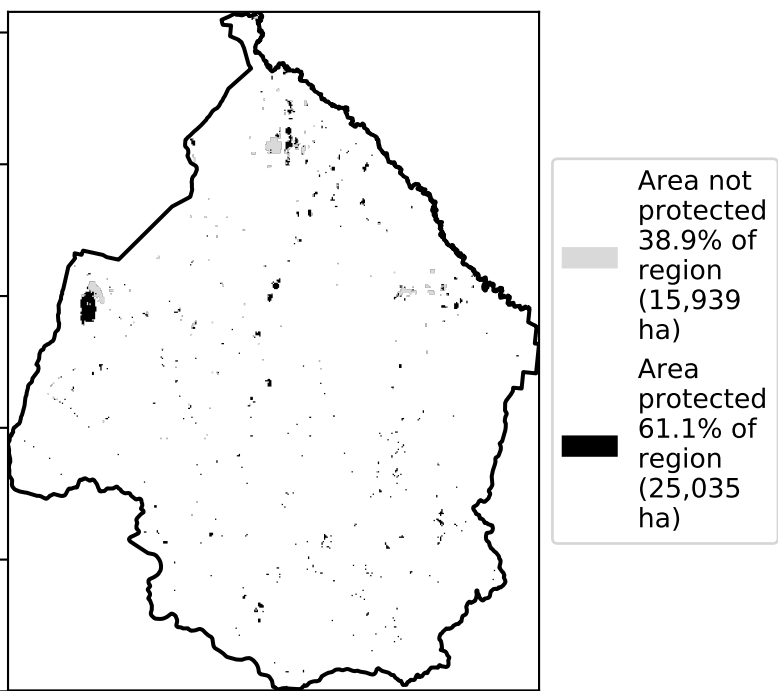 Area not
protected
38.9% of
region
(15,939
ha)
Area
protected
61.1% of
region
(25,035
ha)